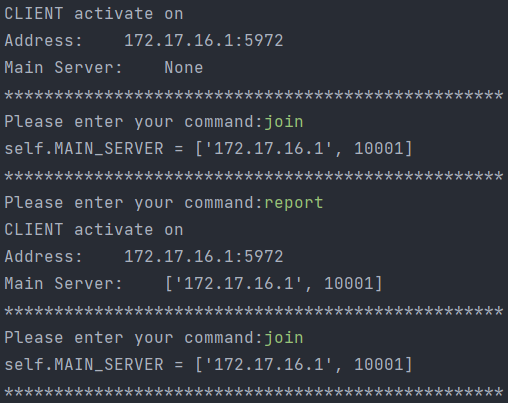 CLIENT activate on
Address:    172.17.16.1:5972
Main Server:    None
**************************************************
Please enter your command:join
self.MAIN_SERVER = ['172.17.16.1', 10001]
**************************************************
Please enter your command:report
CLIENT activate on
Address:    172.17.16.1:5972
Main Server:    ['172.17.16.1', 10001]
**************************************************
Please enter your command:join
self.MAIN_SERVER = ['172.17.16.1', 10001]
**************************************************